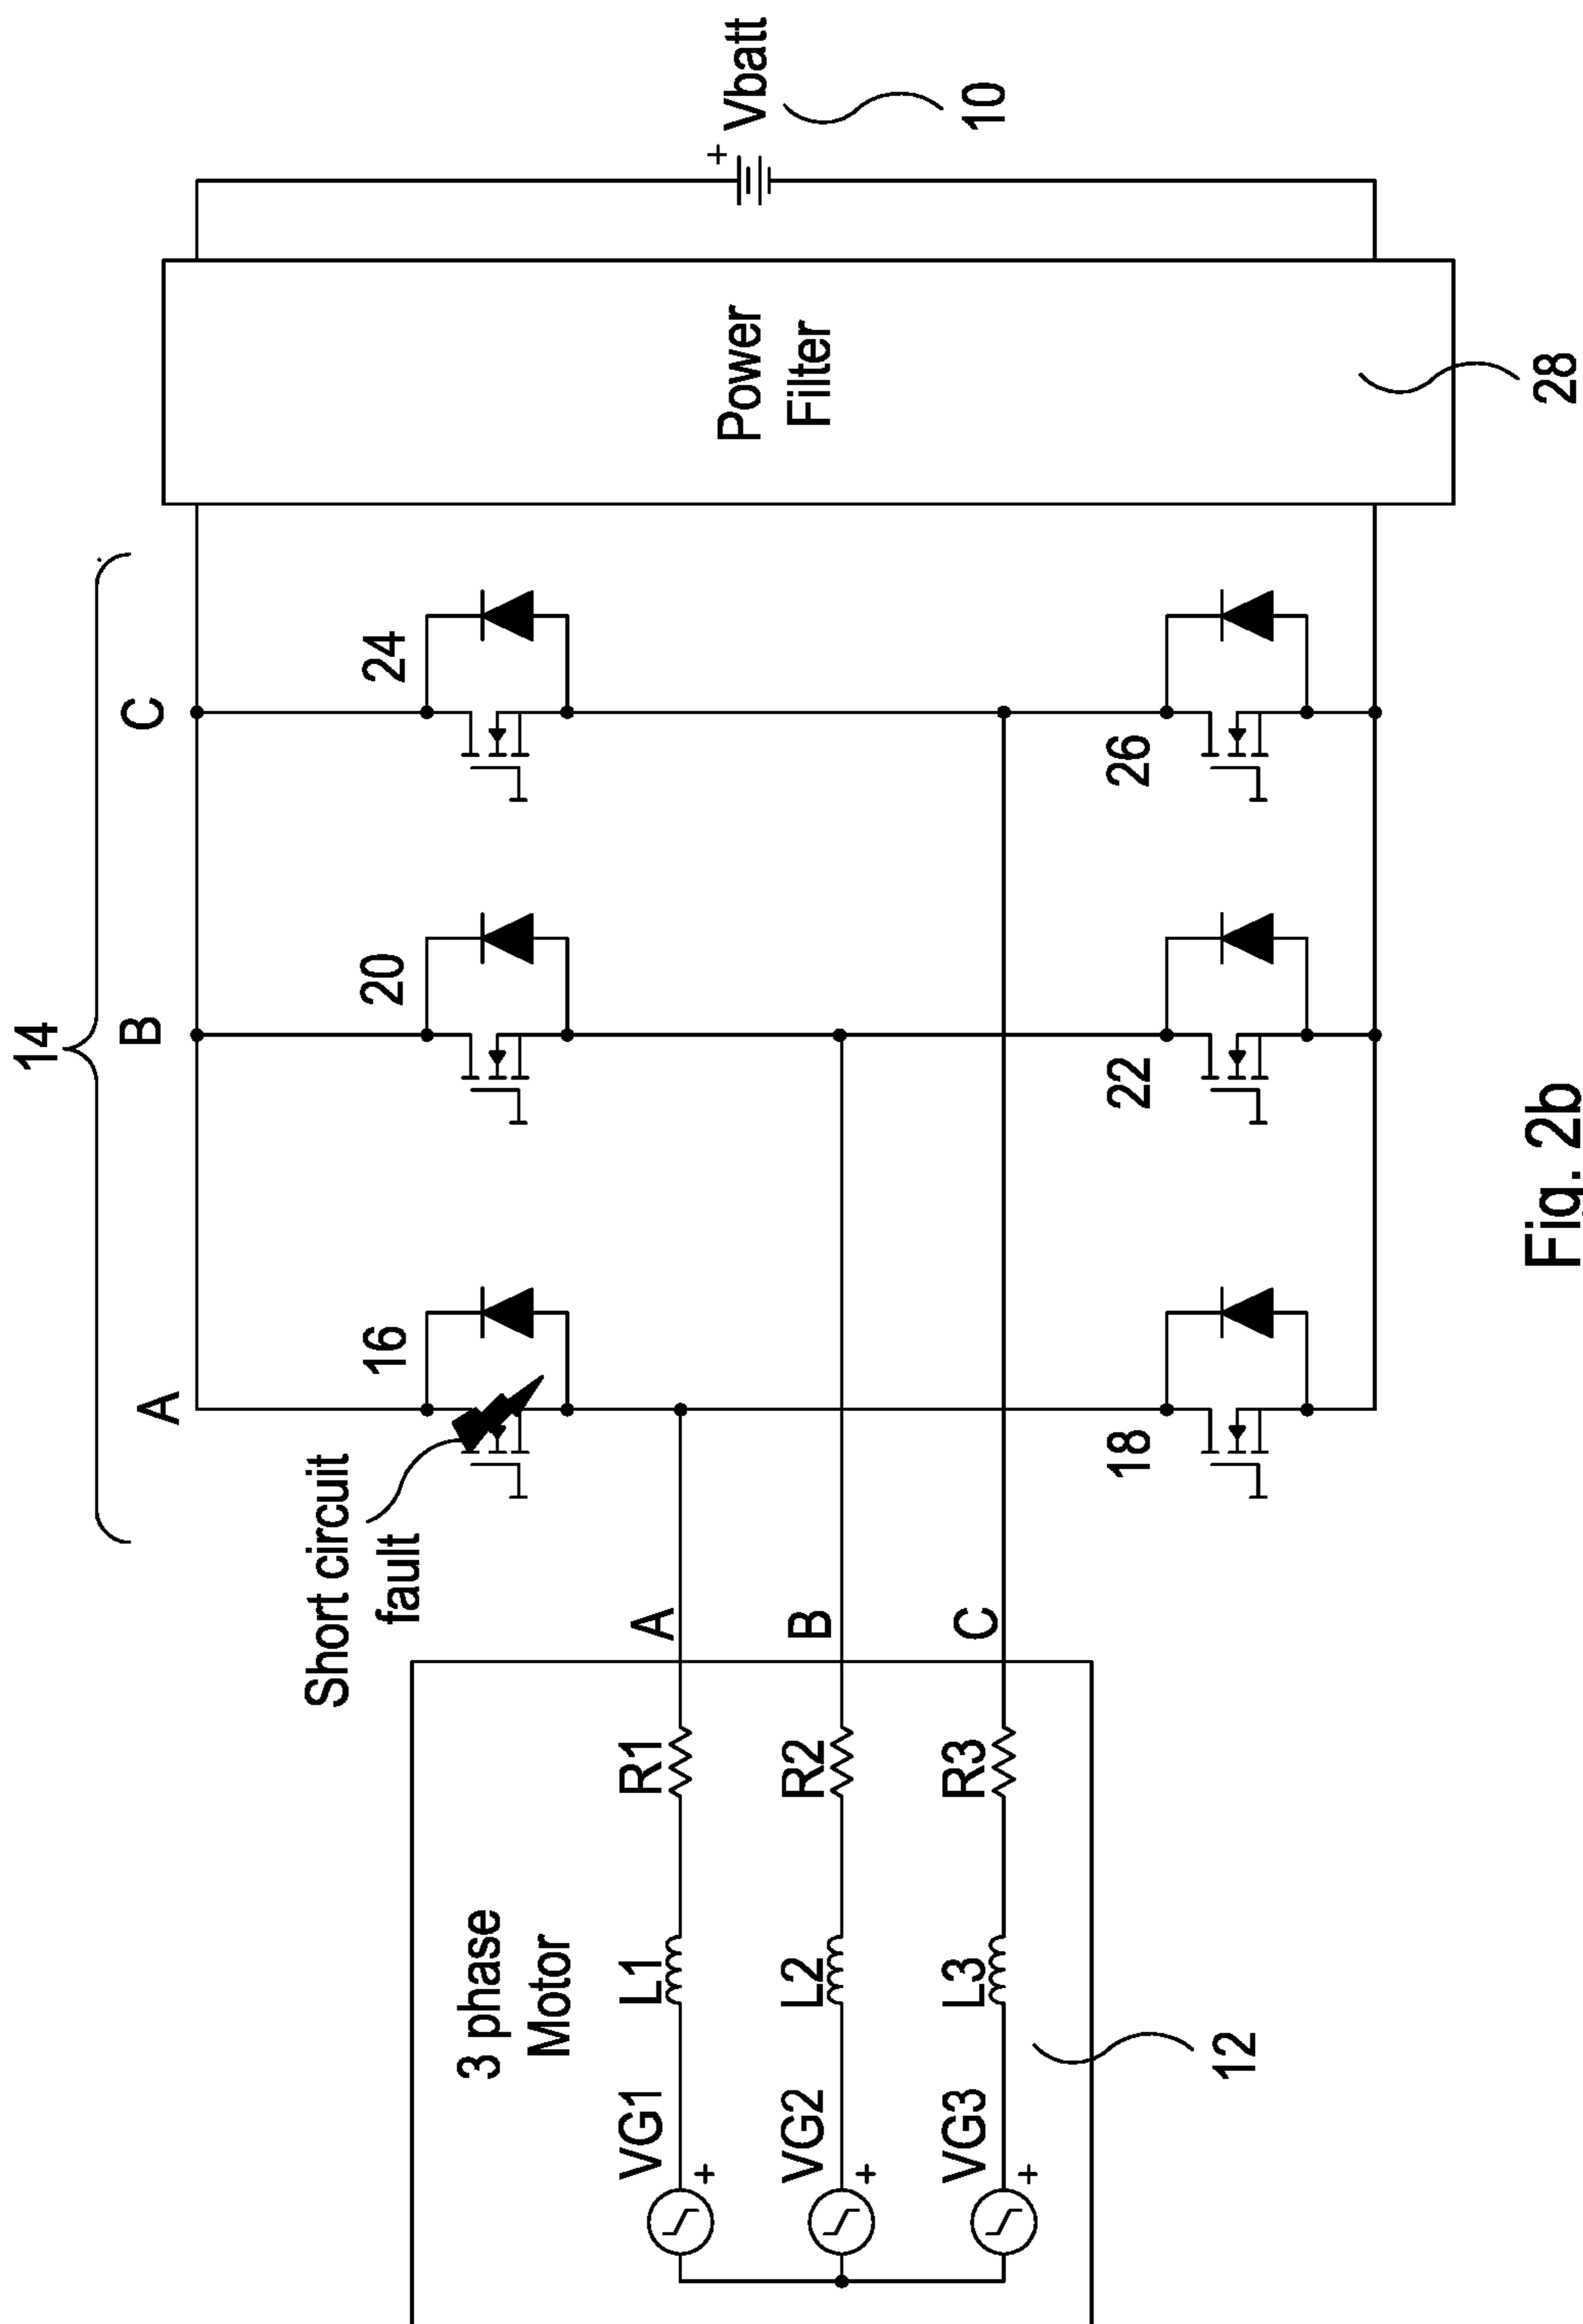 14
A
B
C
16
20
24
Short circuit
fault
3 phase
Motor
VG1
L1
R1
A
VG2
L2
R2
B
VG3
L3
R3
C
+
+
+
18
22
26
12
Power
Filter
28
+
Vbatt
10
Fig. 2b